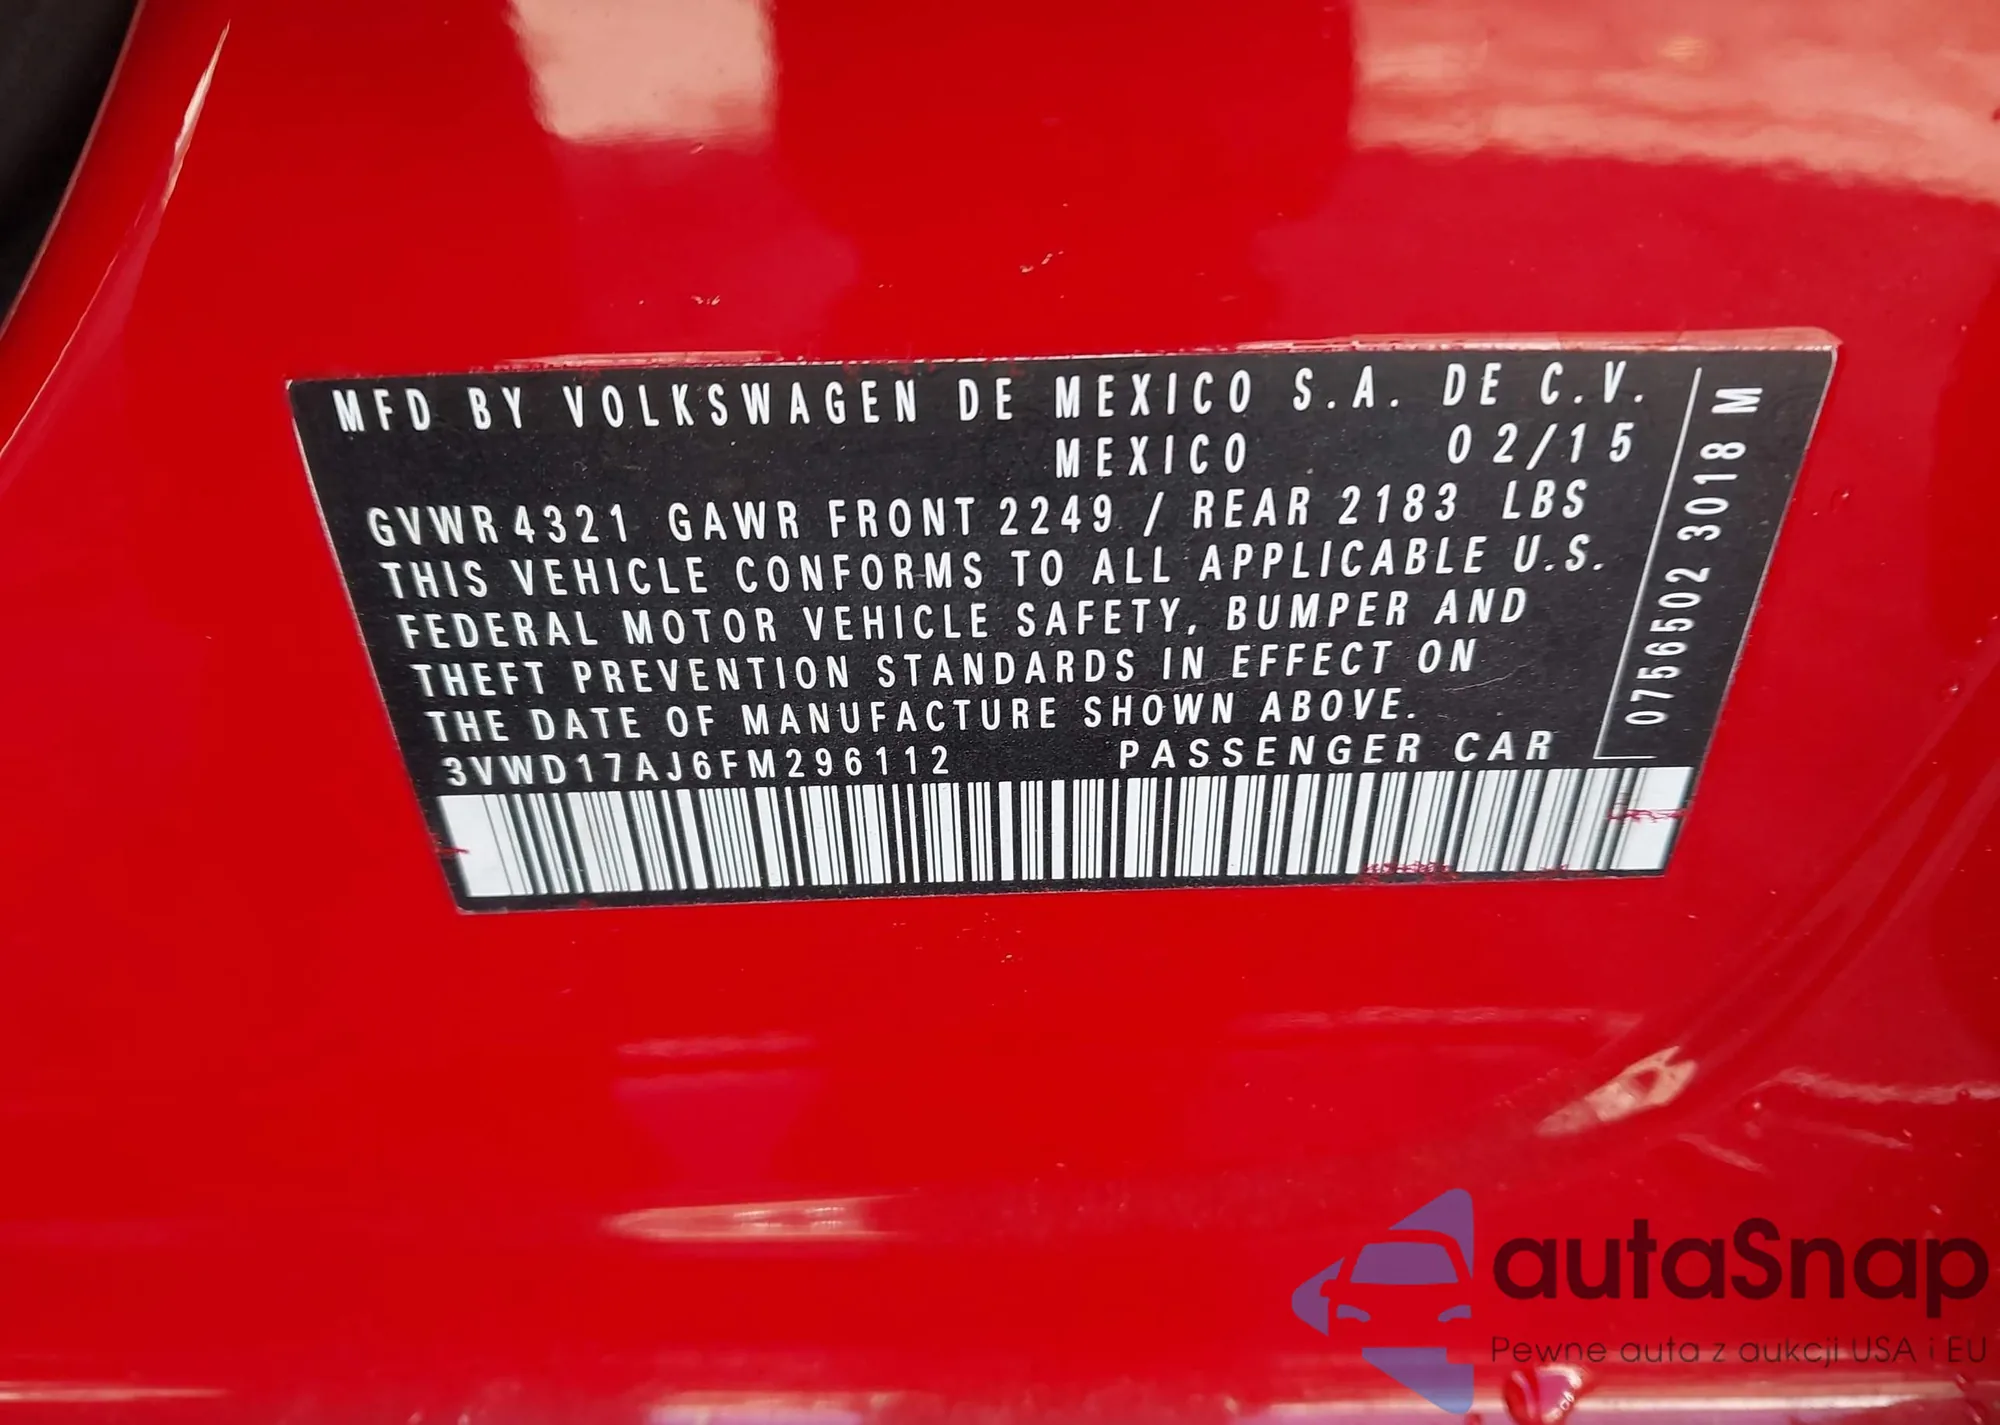 MFD BY VOLKSWAGEN DE MEXICO S.A. DE C.V.
MEXICO 02/15
GVWR 4321 GAWR FRONT 2249 / REAR 2183 LBS
THIS VEHICLE CONFORMS TO ALL APPLICABLE U.S.
FEDERAL MOTOR VEHICLE SAFETY, BUMPER AND
THEFT PREVENTION STANDARDS IN EFFECT ON
THE DATE OF MANUFACTURE SHOWN ABOVE.
3VWD17AJ6FM296112 PASSENGER CAR
0756502 3018 M
autaSnap
Pewne auta z aukcji USA i EU